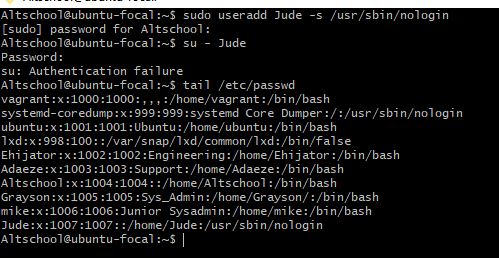 Altschool@ubuntu-focal:~$ sudo useradd Jude -s /usr/sbin/nologin
[sudo] password for Altschool:
Altschool@ubuntu-focal:~$ su - Jude
Password:
su: Authentication failure
Altschool@ubuntu-focal:~$ tail /etc/passwd
vagrant:x:1000:1000:,,,:/home/vagrant:/bin/bash
systemd-coredump:x:999:999:systemd Core Dumper:/:/usr/sbin/nologin
ubuntu:x:1001:1001:Ubuntu:/home/ubuntu:/bin/bash
lxd:x:998:100::/var/snap/lxd/common/lxd:/bin/false
Ehijator:x:1002:1002:Engineering:/home/Ehijator:/bin/bash
Adaeze:x:1003:1003:Support:/home/Adaeze:/bin/bash
Altschool:x:1004:1004::/home/Altschool:/bin/bash
Grayson:x:1005:1005:Sys_Admin:/home/Grayson/:/bin/bash
mike:x:1006:1006:Junior Sysadmin:/home/mike:/bin/bash
Jude:x:1007:1007::/home/Jude:/usr/sbin/nologin
Altschool@ubuntu-focal:~$